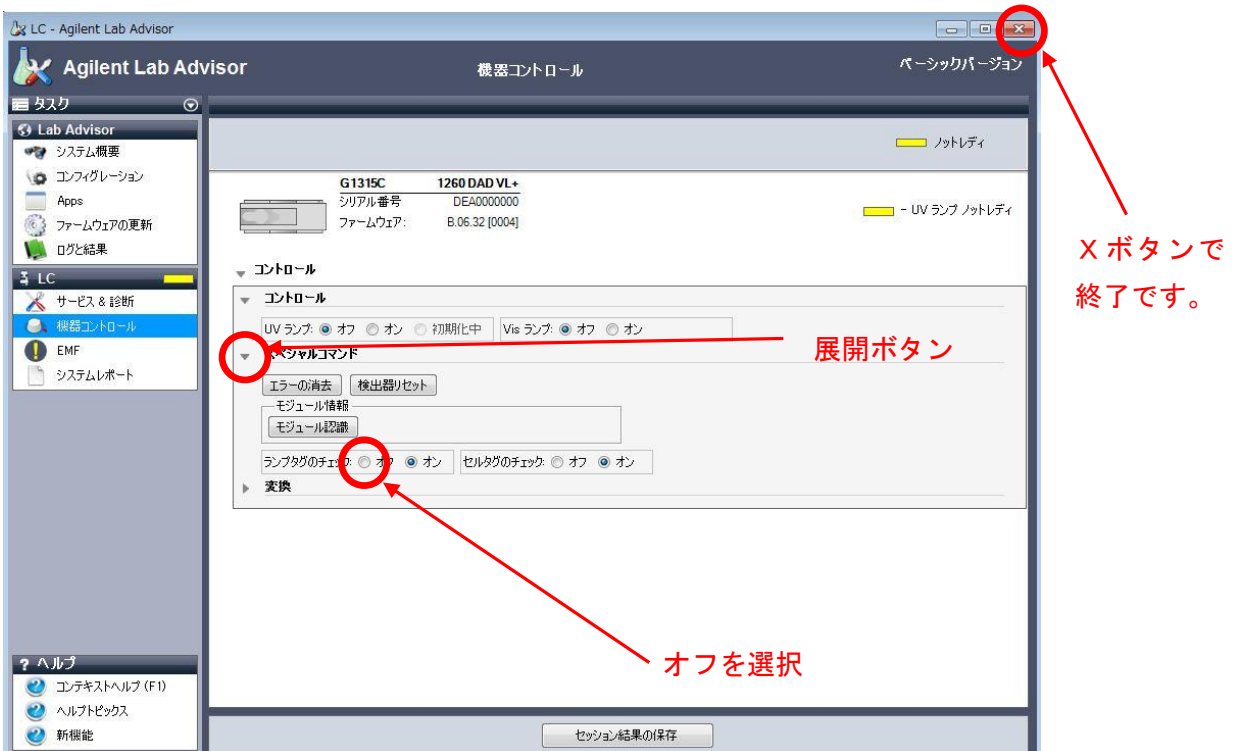 LC - Agilent Lab Advisor
Agilent Lab Advisor
機器コントロール
ベーシックバージョン
タスク
Lab Advisor
システム概要
コンフィグレーション
Apps
ファームウェアの更新
ログと結果
LC
サービス & 診断
機器コントロール
EMF
システムレポート
ノットレディ
G1315C 1260 DAD VL+
シリアル番号 DEA0000000
ファームウェア: B.06.32 [0004]
- UV ランプ ノットレディ
コントロール
コントロール
UV ランプ: オフ オン 初期化中 Vis ランプ: オフ オン
スペシャルコマンド
エラーの消去 検出器リセット
モジュール情報
モジュール認識
ランプタグのチェック: オフ オン セルタグのチェック: オフ オン
変換
X ボタンで
終了です。
展開ボタン
オフを選択
? ヘルプ
コンテキストヘルプ (F1)
ヘルプトピックス
新機能
セッション結果の保存